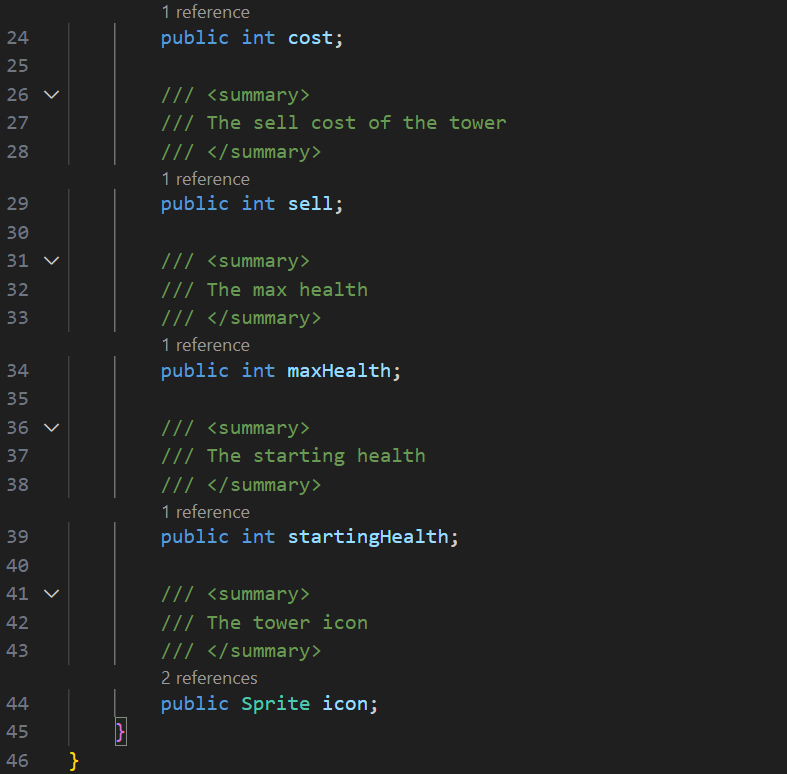 1 reference
24 public int cost;
25
26 /// <summary>
27 /// The sell cost of the tower
28 /// </summary>
1 reference
29 public int sell;
30
31 /// <summary>
32 /// The max health
33 /// </summary>
1 reference
34 public int maxHealth;
35
36 /// <summary>
37 /// The starting health
38 /// </summary>
1 reference
39 public int startingHealth;
40
41 /// <summary>
42 /// The tower icon
43 /// </summary>
2 references
44 public Sprite icon;
45 }
46 }